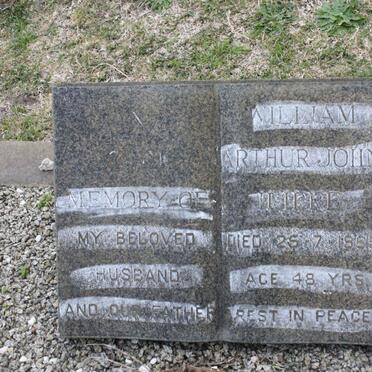 MEMORY OF
MY BELOVED
HUSBAND
AND OUR FATHER
WILLIAM
ARTHUR JOHN
DIED 25.7.
AGE 48 YRS
REST IN PEACE